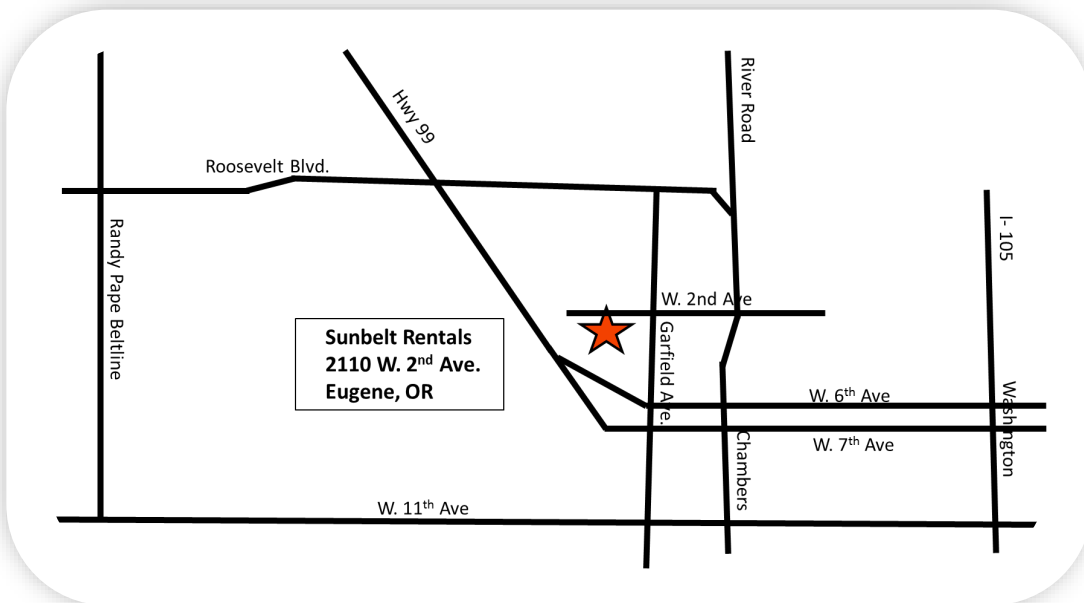 River Road
Hwy 99
Roosevelt Blvd.
Randy Pape Beltline
I- 105
W. 2nd Ave
Sunbelt Rentals
2110 W. 2nd Ave.
Eugene, OR
Garfield Ave.
W. 6th Ave
Washington
W. 7th Ave
Chambers
W. 11th Ave